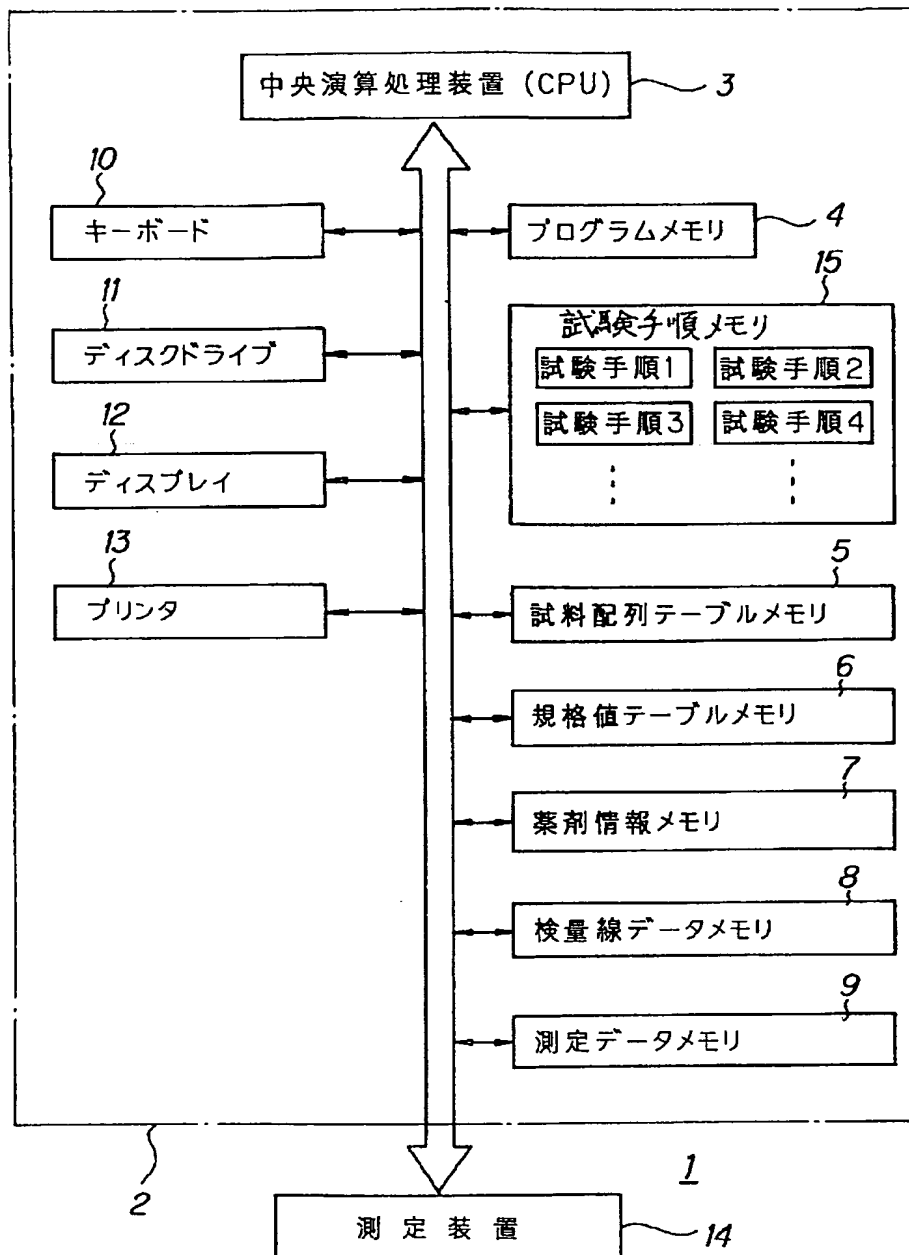 中央演算処理装置 (CPU)
3
10
キーボード
プログラムメモリ
4
11
ディスクドライブ
15
試験手順メモリ
試験手順1
試験手順2
試験手順3
試験手順4
12
ディスプレイ
13
プリンタ
5
試料配列テーブルメモリ
6
規格値テーブルメモリ
7
薬剤情報メモリ
8
検量線データメモリ
9
測定データメモリ
2
1
測定装置
14